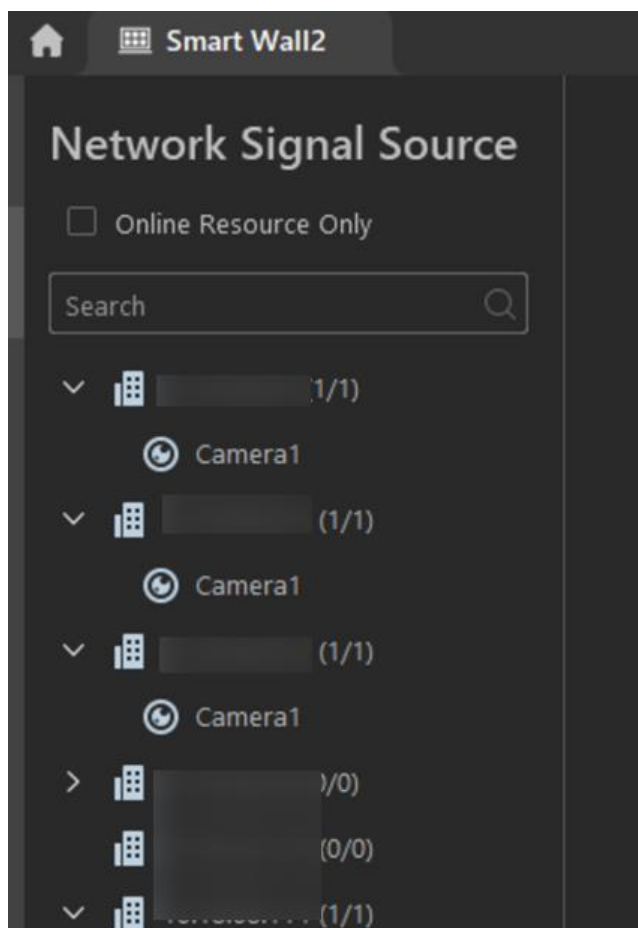 Smart Wall2
Network Signal Source
Online Resource Only
Search
(1/1)
Camera1
(1/1)
Camera1
(1/1)
Camera1
/0)
(0/0)
(1/1)